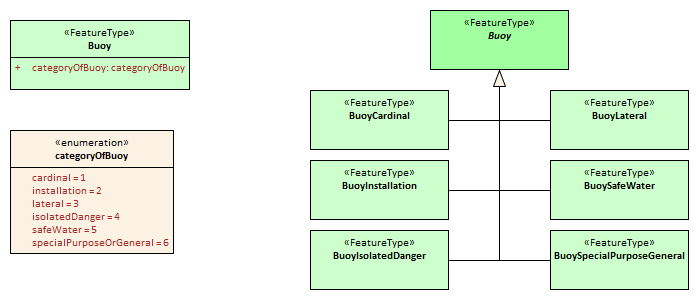 «FeatureType»
Buoy
+ categoryOfBuoy: categoryOfBuoy
«enumeration»
categoryOfBuoy
cardinal = 1
installation = 2
lateral = 3
isolatedDanger = 4
safeWater = 5
specialPurposeOrGeneral = 6
«FeatureType»
Buoy
«FeatureType»
BuoyCardinal
«FeatureType»
BuoyLateral
«FeatureType»
BuoyInstallation
«FeatureType»
BuoySafeWater
«FeatureType»
BuoyIsolatedDanger
«FeatureType»
BuoySpecialPurposeGeneral